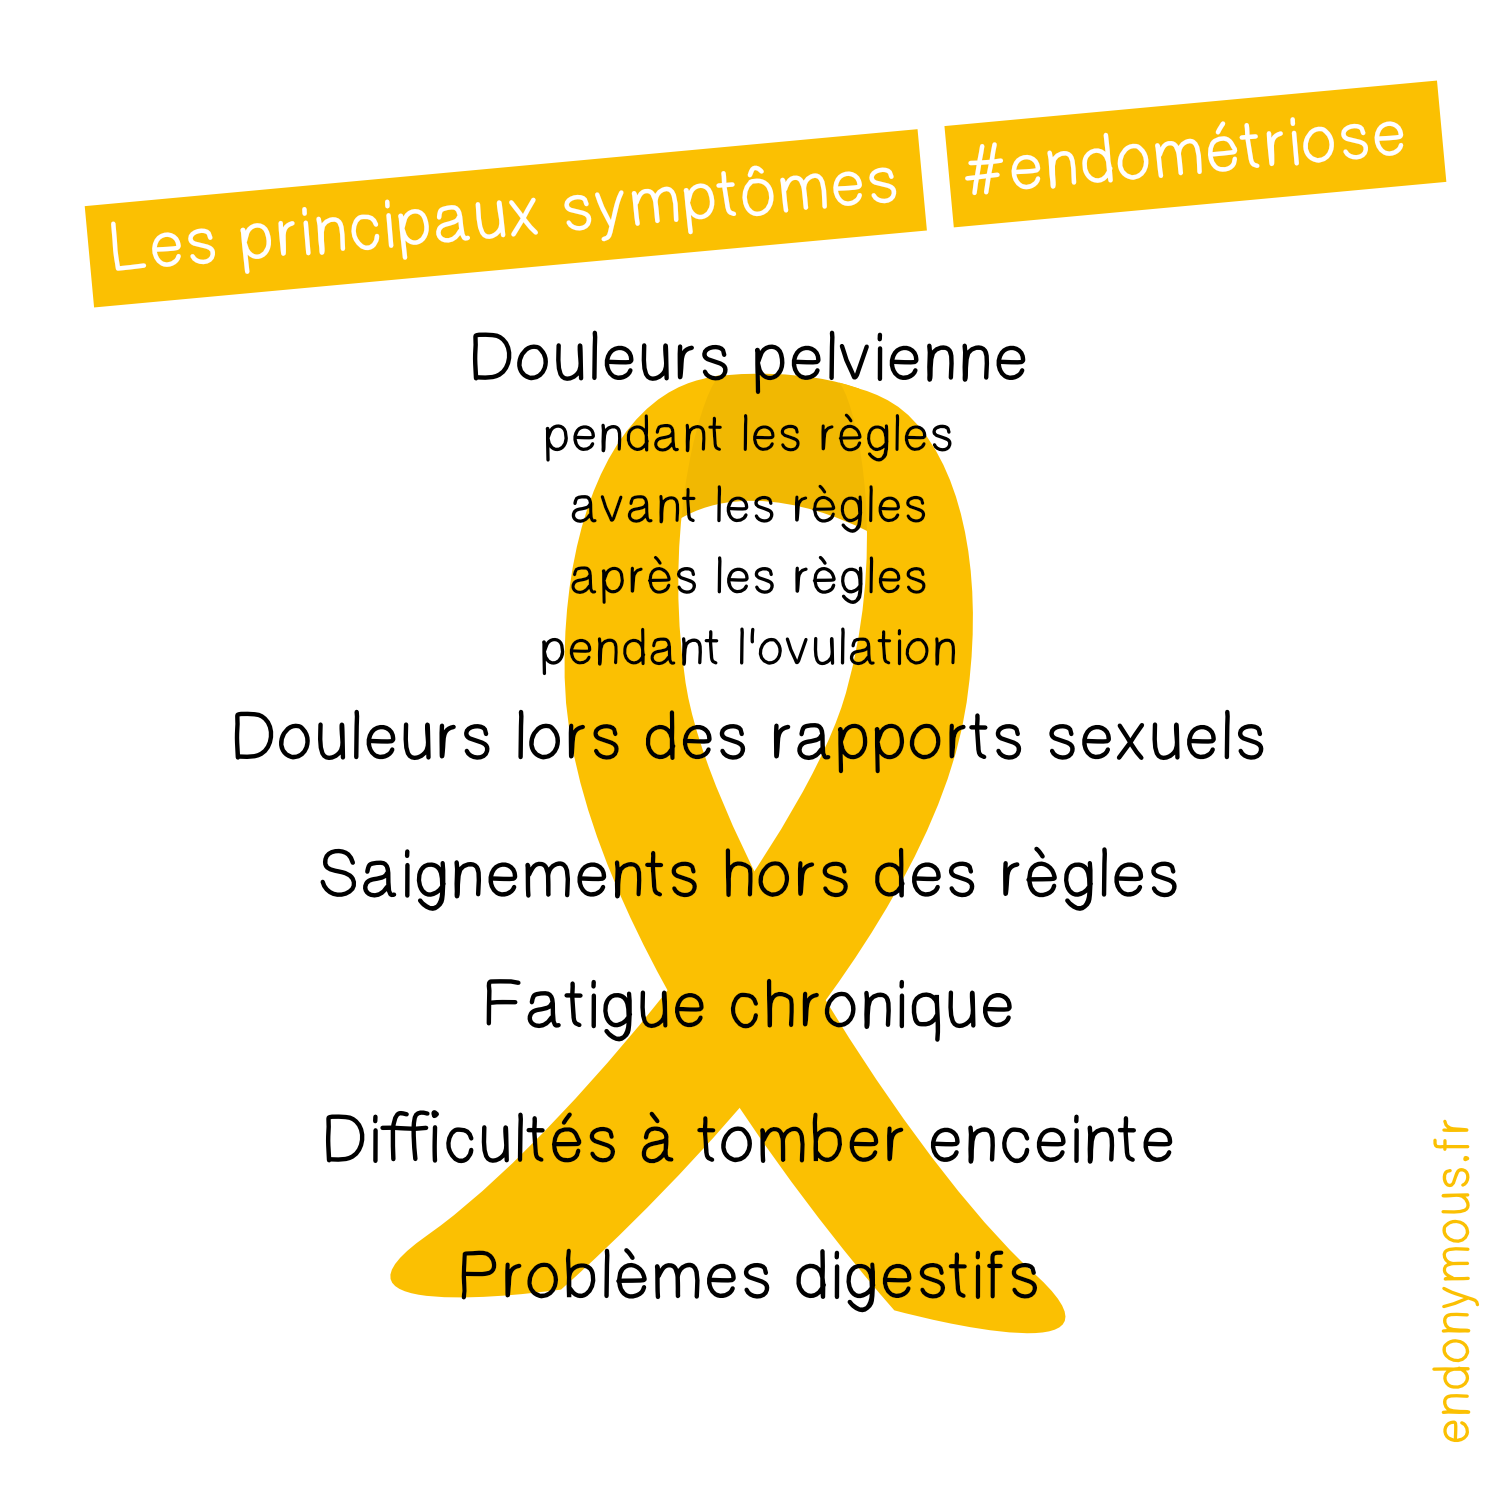 Les principaux symptômes
#endométriose
Douleurs pelvienne
pendant les règles
avant les règles
après les règles
pendant l'ovulation
Douleurs lors des rapports sexuels
Saignements hors des règles
Fatigue chronique
Difficultés à tomber enceinte
Problèmes digestifs
endonymous.fr